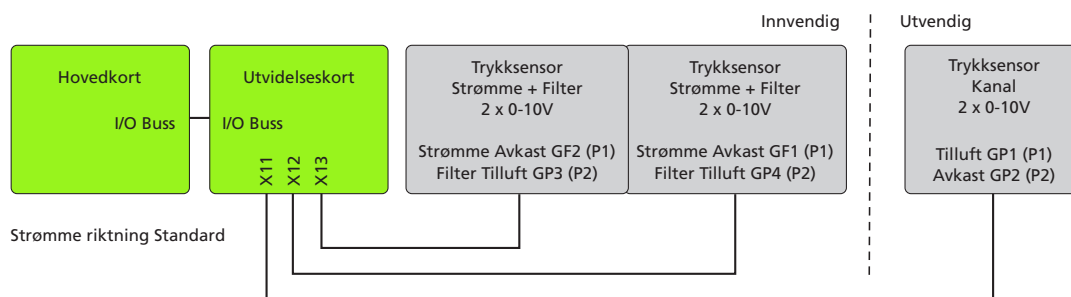 Innvendig
Utvendig
Hovedkort
I/O Buss
Utvidelseskort
I/O Buss
X11
X12
X13
Trykksensor
Strømme + Filter
2 x 0-10V
Strømme Avkast GF2 (P1)
Filter Tilluft GP3 (P2)
Trykksensor
Strømme + Filter
2 x 0-10V
Strømme Avkast GF1 (P1)
Filter Tilluft GP4 (P2)
Trykksensor
Kanal
2 x 0-10V
Tilluft GP1 (P1)
Avkast GP2 (P2)
Strømme riktning Standard